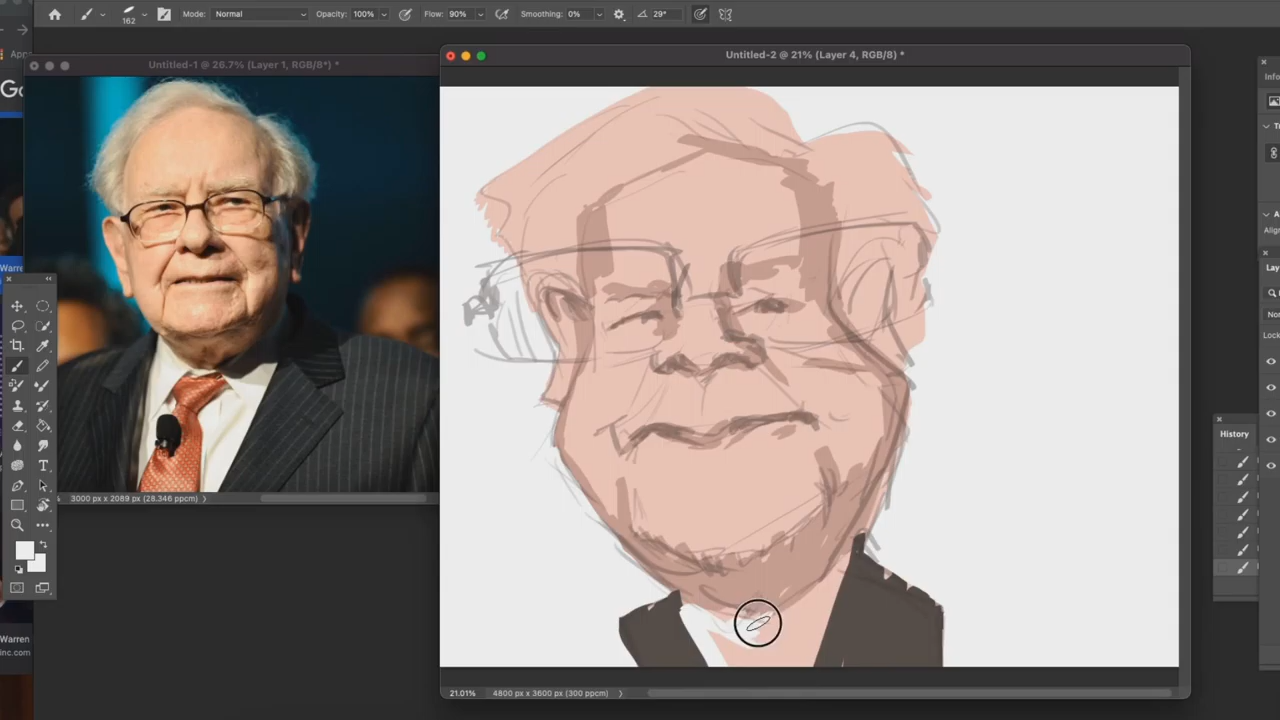 162
Mode: Normal
Opacity: 100%
Flow: 90%
Smoothing: 0%
29°
Untitled-1 @ 26.7% (Layer 1, RGB/8*) *
Untitled-2 @ 21% (Layer 4, RGB/8) *
Warren
3000 px x 2089 px (28.346 ppcm)
History
Warren
inc.com
21.01%
4800 px x 3600 px (300 ppcm)